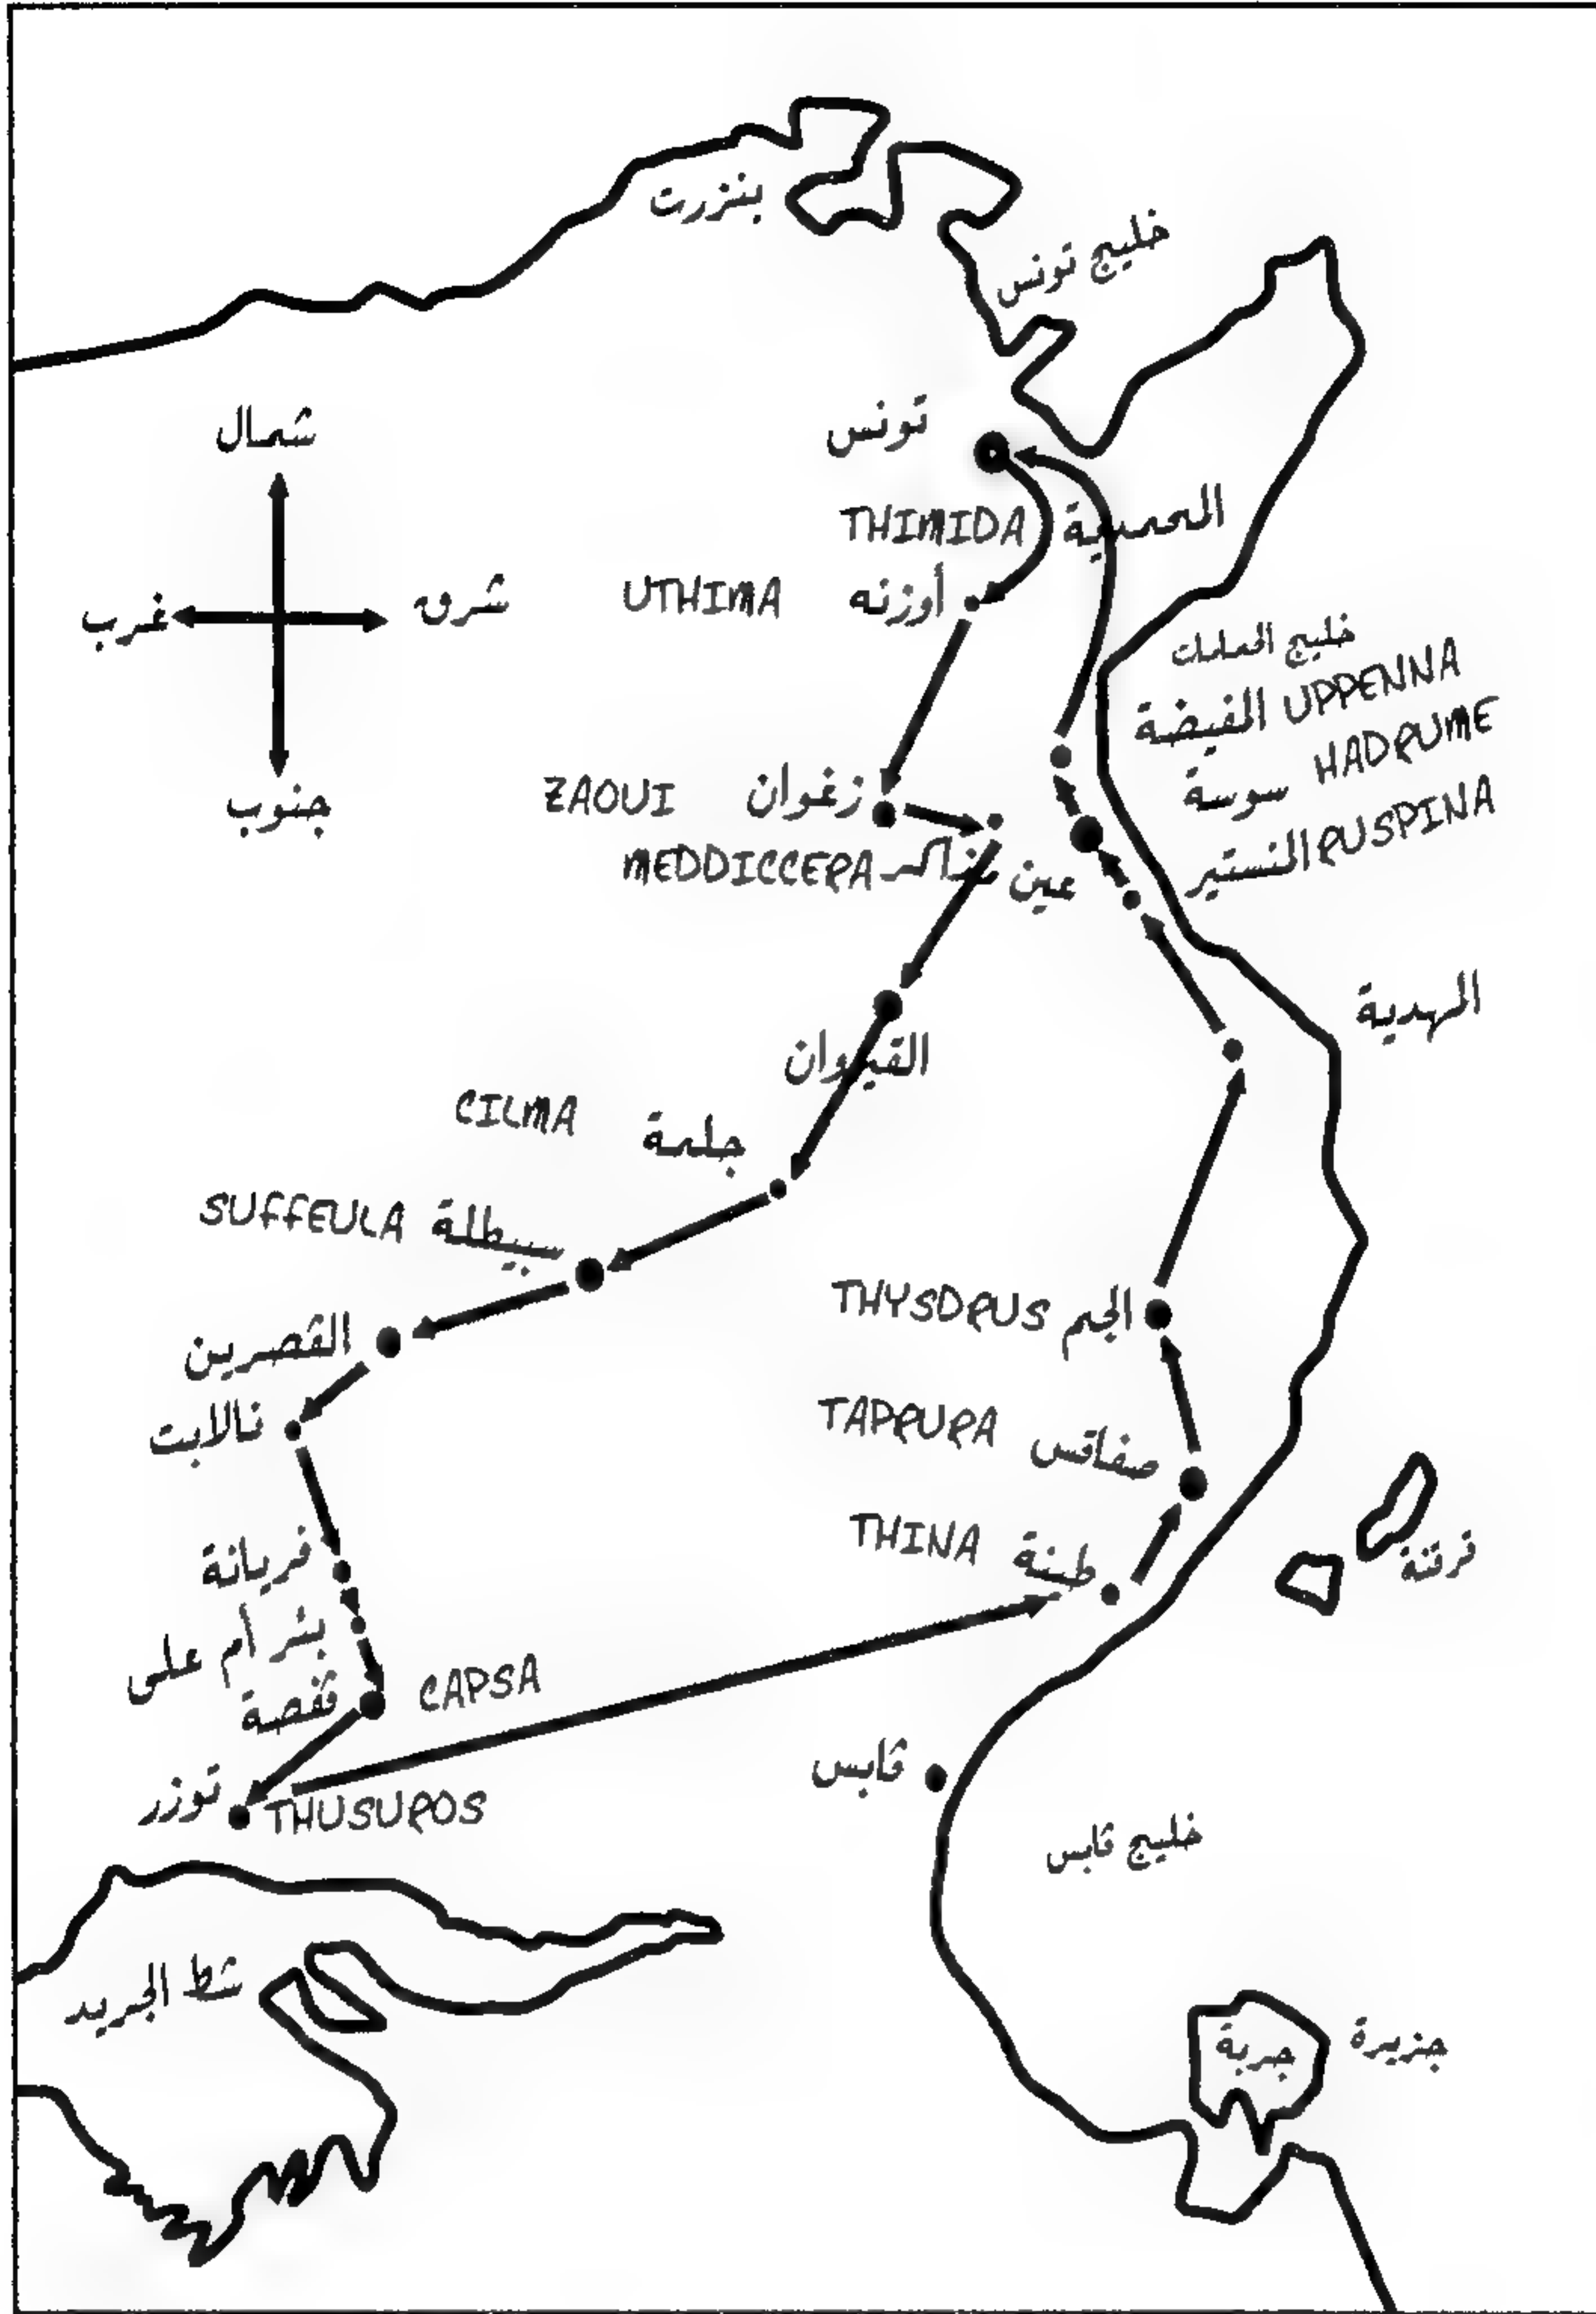 بنزرت
خليج تونس
شمال
تونس
THIMIDA المحمدية
غرب
شرق
UTHIMA أوزنه
خليج الحمامات
الفيضة UPPENNA
سوسة HADRUME
ZAOUI زغوان
جنوب
المنستير RUSPINA
MEDDICCERA عين مذاكر
المهدية
القيروان
CILMA جلمة
SUFFEULA سبيطلة
THYSDRUS الجم
القصرين
تالابت
TAPRURA صفاقس
THINA طينة
قرقنة
فريانة
بئر أم على
قفصة CAPSA
قابس
توزر THUSUROS
خليج قابس
شط الجريد
جزيرة
جربة